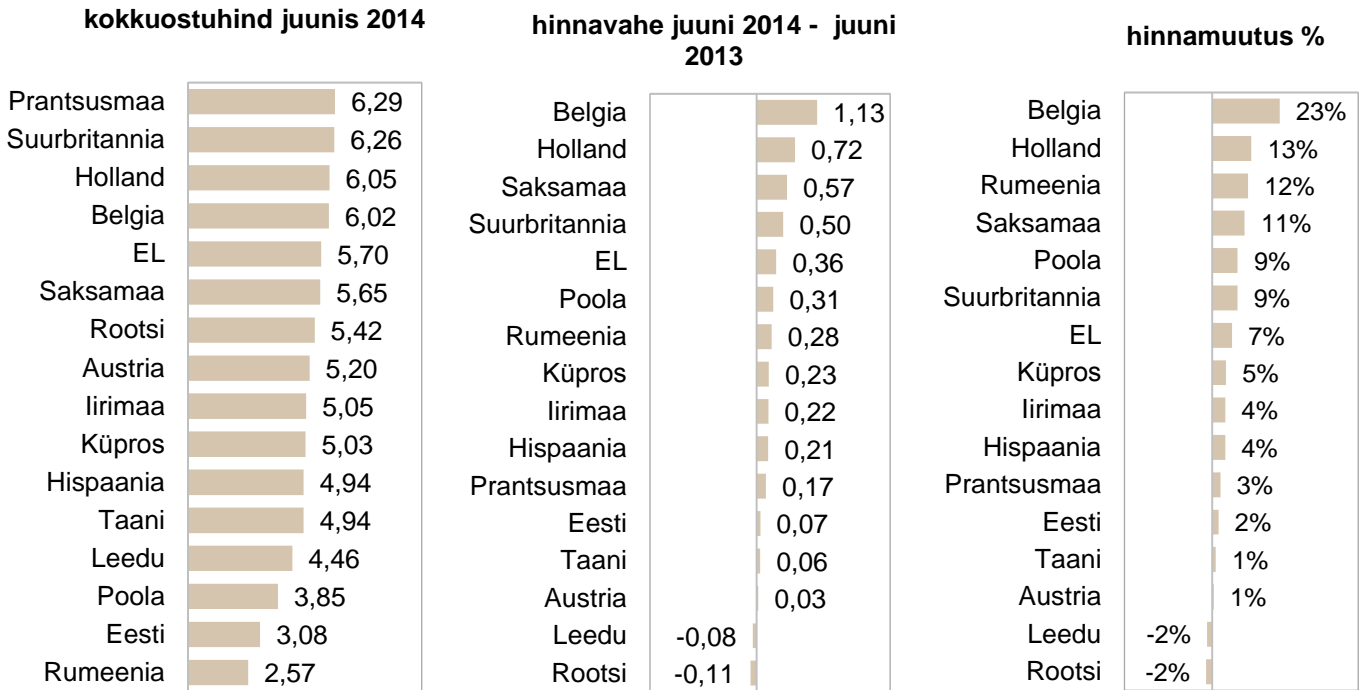 kokkuostuhind juunis 2014
Prantsusmaa 6,29
Suurbritannia 6,26
Holland 6,05
Belgia 6,02
EL 5,70
Saksamaa 5,65
Rootsi 5,42
Austria 5,20
Iirimaa 5,05
Küpros 5,03
Hispaania 4,94
Taani 4,94
Leedu 4,46
Poola 3,85
Eesti 3,08
Rumeenia 2,57
hinnavahe juuni 2014 - juuni
2013
Belgia 1,13
Holland 0,72
Saksamaa 0,57
Suurbritannia 0,50
EL 0,36
Poola 0,31
Rumeenia 0,28
Küpros 0,23
Iirimaa 0,22
Hispaania 0,21
Prantsusmaa 0,17
Eesti 0,07
Taani 0,06
Austria 0,03
Leedu -0,08
Rootsi -0,11
hinnamuutus %
Belgia 23%
Holland 13%
Rumeenia 12%
Saksamaa 11%
Poola 9%
Suurbritannia 9%
EL 7%
Küpros 5%
Iirimaa 4%
Hispaania 4%
Prantsusmaa 3%
Eesti 2%
Taani 1%
Austria 1%
Leedu -2%
Rootsi -2%